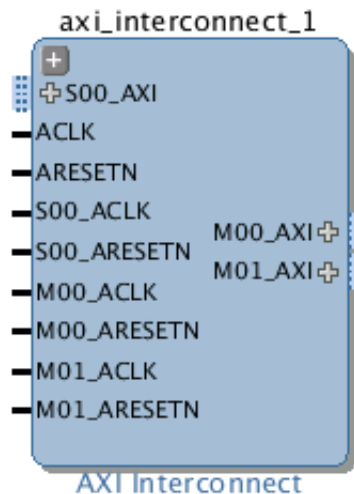 axi_interconnect_1
S00_AXI
ACLK
ARESETN
S00_ACLK
S00_ARESETN
M00_AXI
M01_AXI
M00_ACLK
M00_ARESETN
M01_ACLK
M01_ARESETN
AXI Interconnect